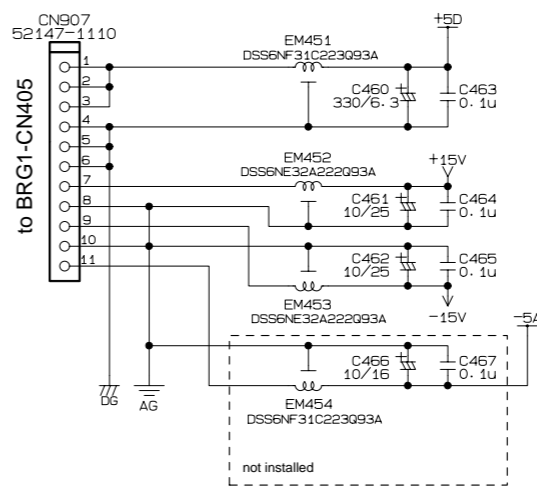 CN907
52147-1110
to BRG1-CN405
1
2
3
4
5
6
7
8
9
10
11
EM451
DSS6NF31C223Q93A
+5D
C460
330/6.3
+
C463
0.1u
EM452
DSS6NE32A222Q93A
+15V
C461
10/25
+
C464
0.1u
C462
10/25
+
C465
0.1u
EM453
DSS6NE32A222Q93A
-15V
-5A
C466
10/16
+
C467
0.1u
EM454
DSS6NF31C223Q93A
DG
AG
not installed